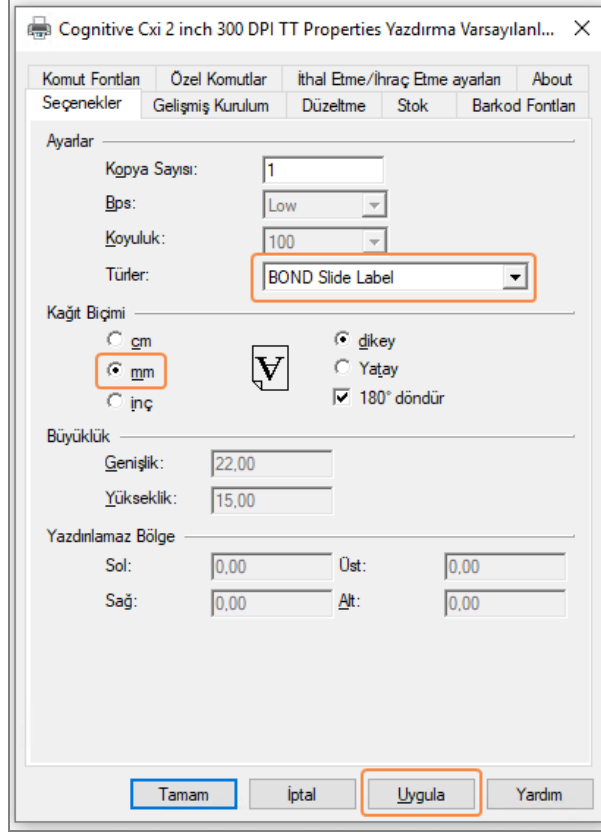 Cognitive Cxi 2 inch 300 DPI TT Properties Yazdırma Varsayılanl...
Komut Fontları Özel Komutlar İthal Etme/İhraç Etme ayarları About
Seçenekler Gelişmiş Kurulum Düzeltme Stok Barkod Fontları
Ayarlar
Kopya Sayısı: 1
Bps: Low
Koyuluk: 100
Türler: BOND Slide Label
Kağıt Biçimi
cm dikey
mm A Yatay
inç 180° döndür
Büyüklük
Genişlik: 22,00
Yükseklik: 15,00
Yazdırılamaz Bölge
Sol: 0,00 Üst: 0,00
Sağ: 0,00 Alt: 0,00
Tamam İptal Uygula Yardım